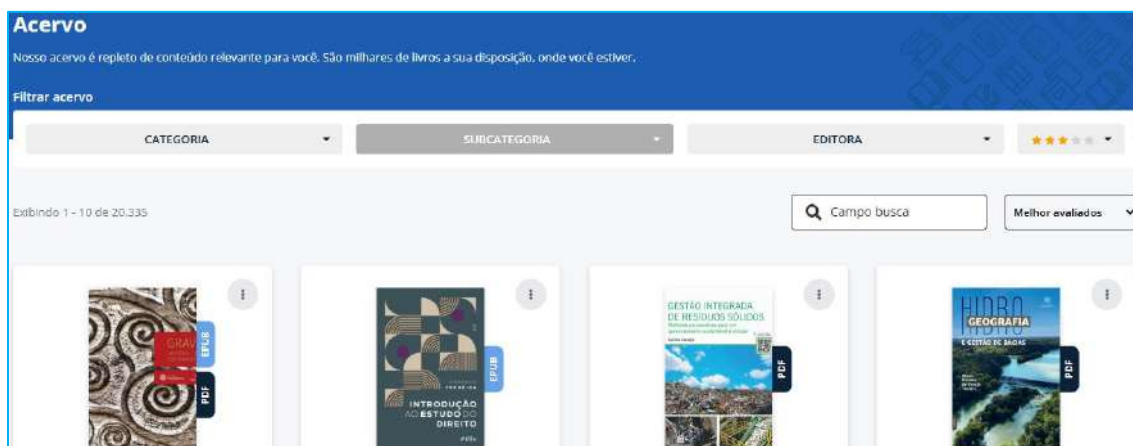 Acervo
Nosso acervo é repleto de conteúdo relevante para você. São milhares de livros a sua disposição, onde você estiver.
Filtrar acervo
CATEGORIA
SUBCATEGORIA
EDITORA
Exibindo 1 - 10 de 20.335
Campo busca
Melhor avaliados
GRAV
EPUB
PDF
INTRODUÇÃO
AO ESTUDO DO
DIREITO
EPUB
GESTÃO INTEGRADA
DE RESÍDUOS SÓLIDOS
PDF
HIDRO
GEOGRAFIA
E GESTÃO DE BACIAS
PDF